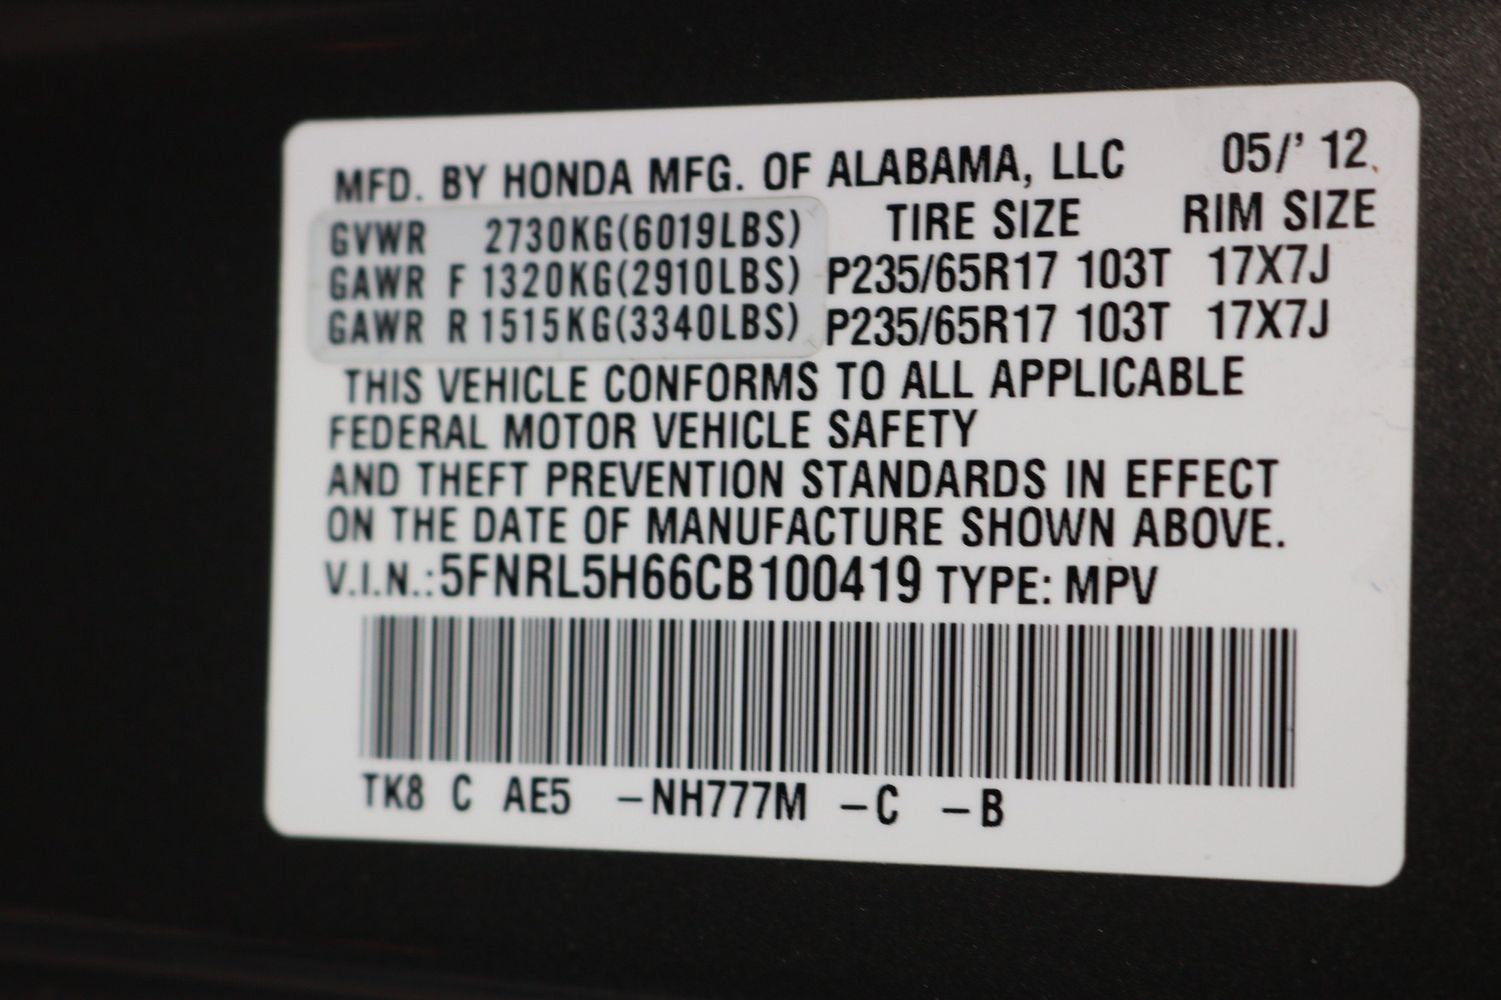 MFD. BY HONDA MFG. OF ALABAMA, LLC 05/' 12
GVWR 2730KG(6019LBS) TIRE SIZE RIM SIZE
GAWR F 1320KG(2910LBS) P235/65R17 103T 17X7J
GAWR R 1515KG(3340LBS) P235/65R17 103T 17X7J
THIS VEHICLE CONFORMS TO ALL APPLICABLE
FEDERAL MOTOR VEHICLE SAFETY
AND THEFT PREVENTION STANDARDS IN EFFECT
ON THE DATE OF MANUFACTURE SHOWN ABOVE.
V.I.N.:5FNRL5H66CB100419 TYPE: MPV
TK8 C AE5 –NH777M –C –B